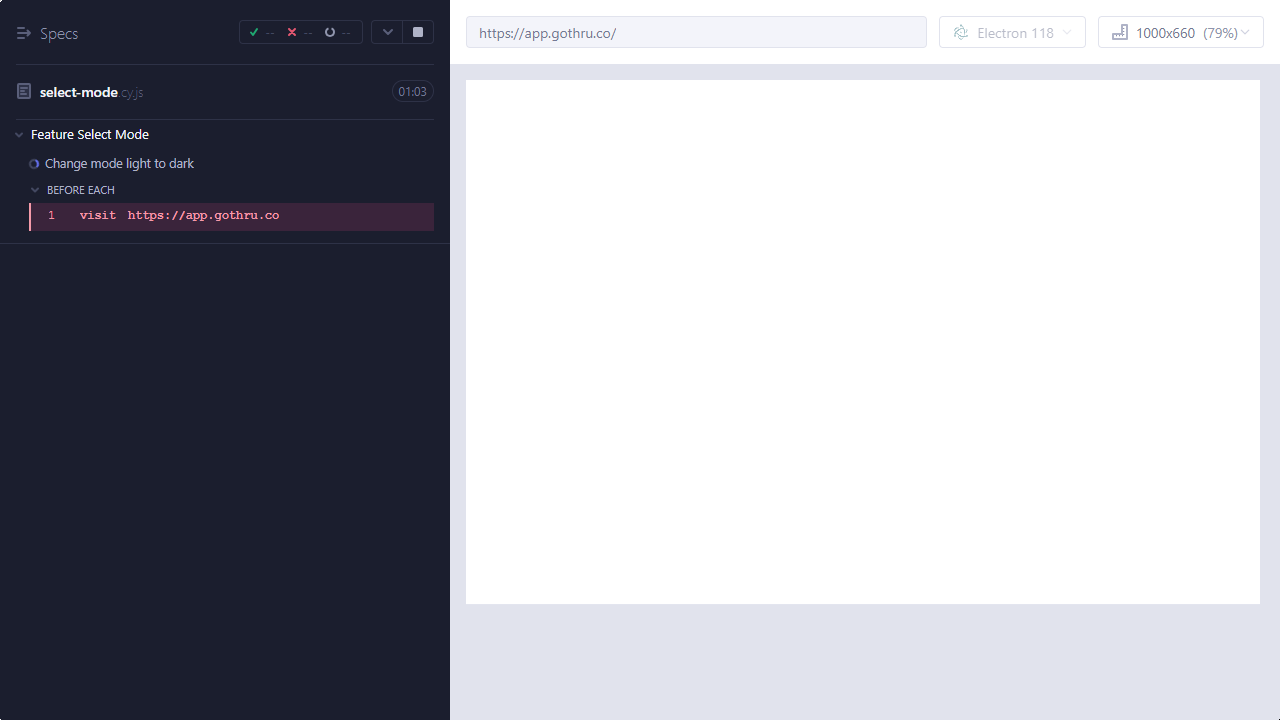 Specs
-- -- --
select-mode.cy.js
01:03
Feature Select Mode
Change mode light to dark
BEFORE EACH
1 visit https://app.gothru.co
https://app.gothru.co/
Electron 118
1000x660 (79%)